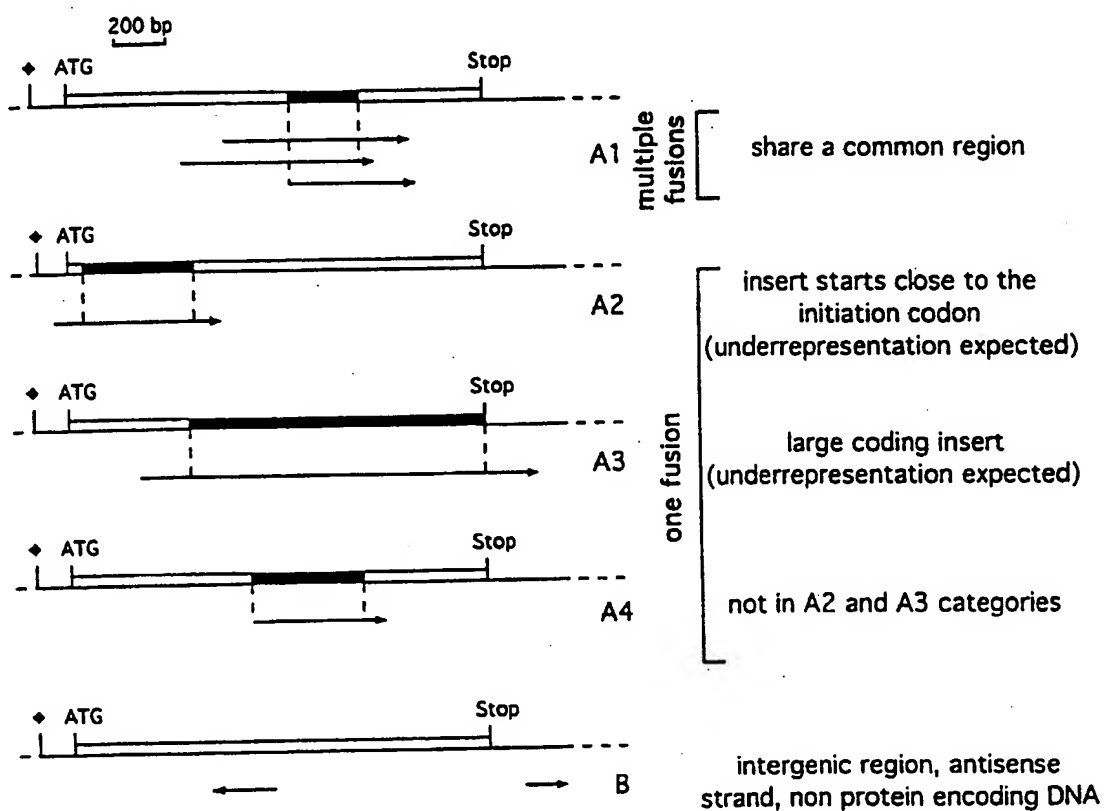 200 bp
ATG
Stop
A1
multiple
fusions
share a common region
ATG
Stop
A2
insert starts close to the
initiation codon
(underrepresentation expected)
ATG
Stop
A3
one fusion
large coding insert
(underrepresentation expected)
ATG
Stop
A4
not in A2 and A3 categories
ATG
Stop
B
intergenic region, antisense
strand, non protein encoding DNA